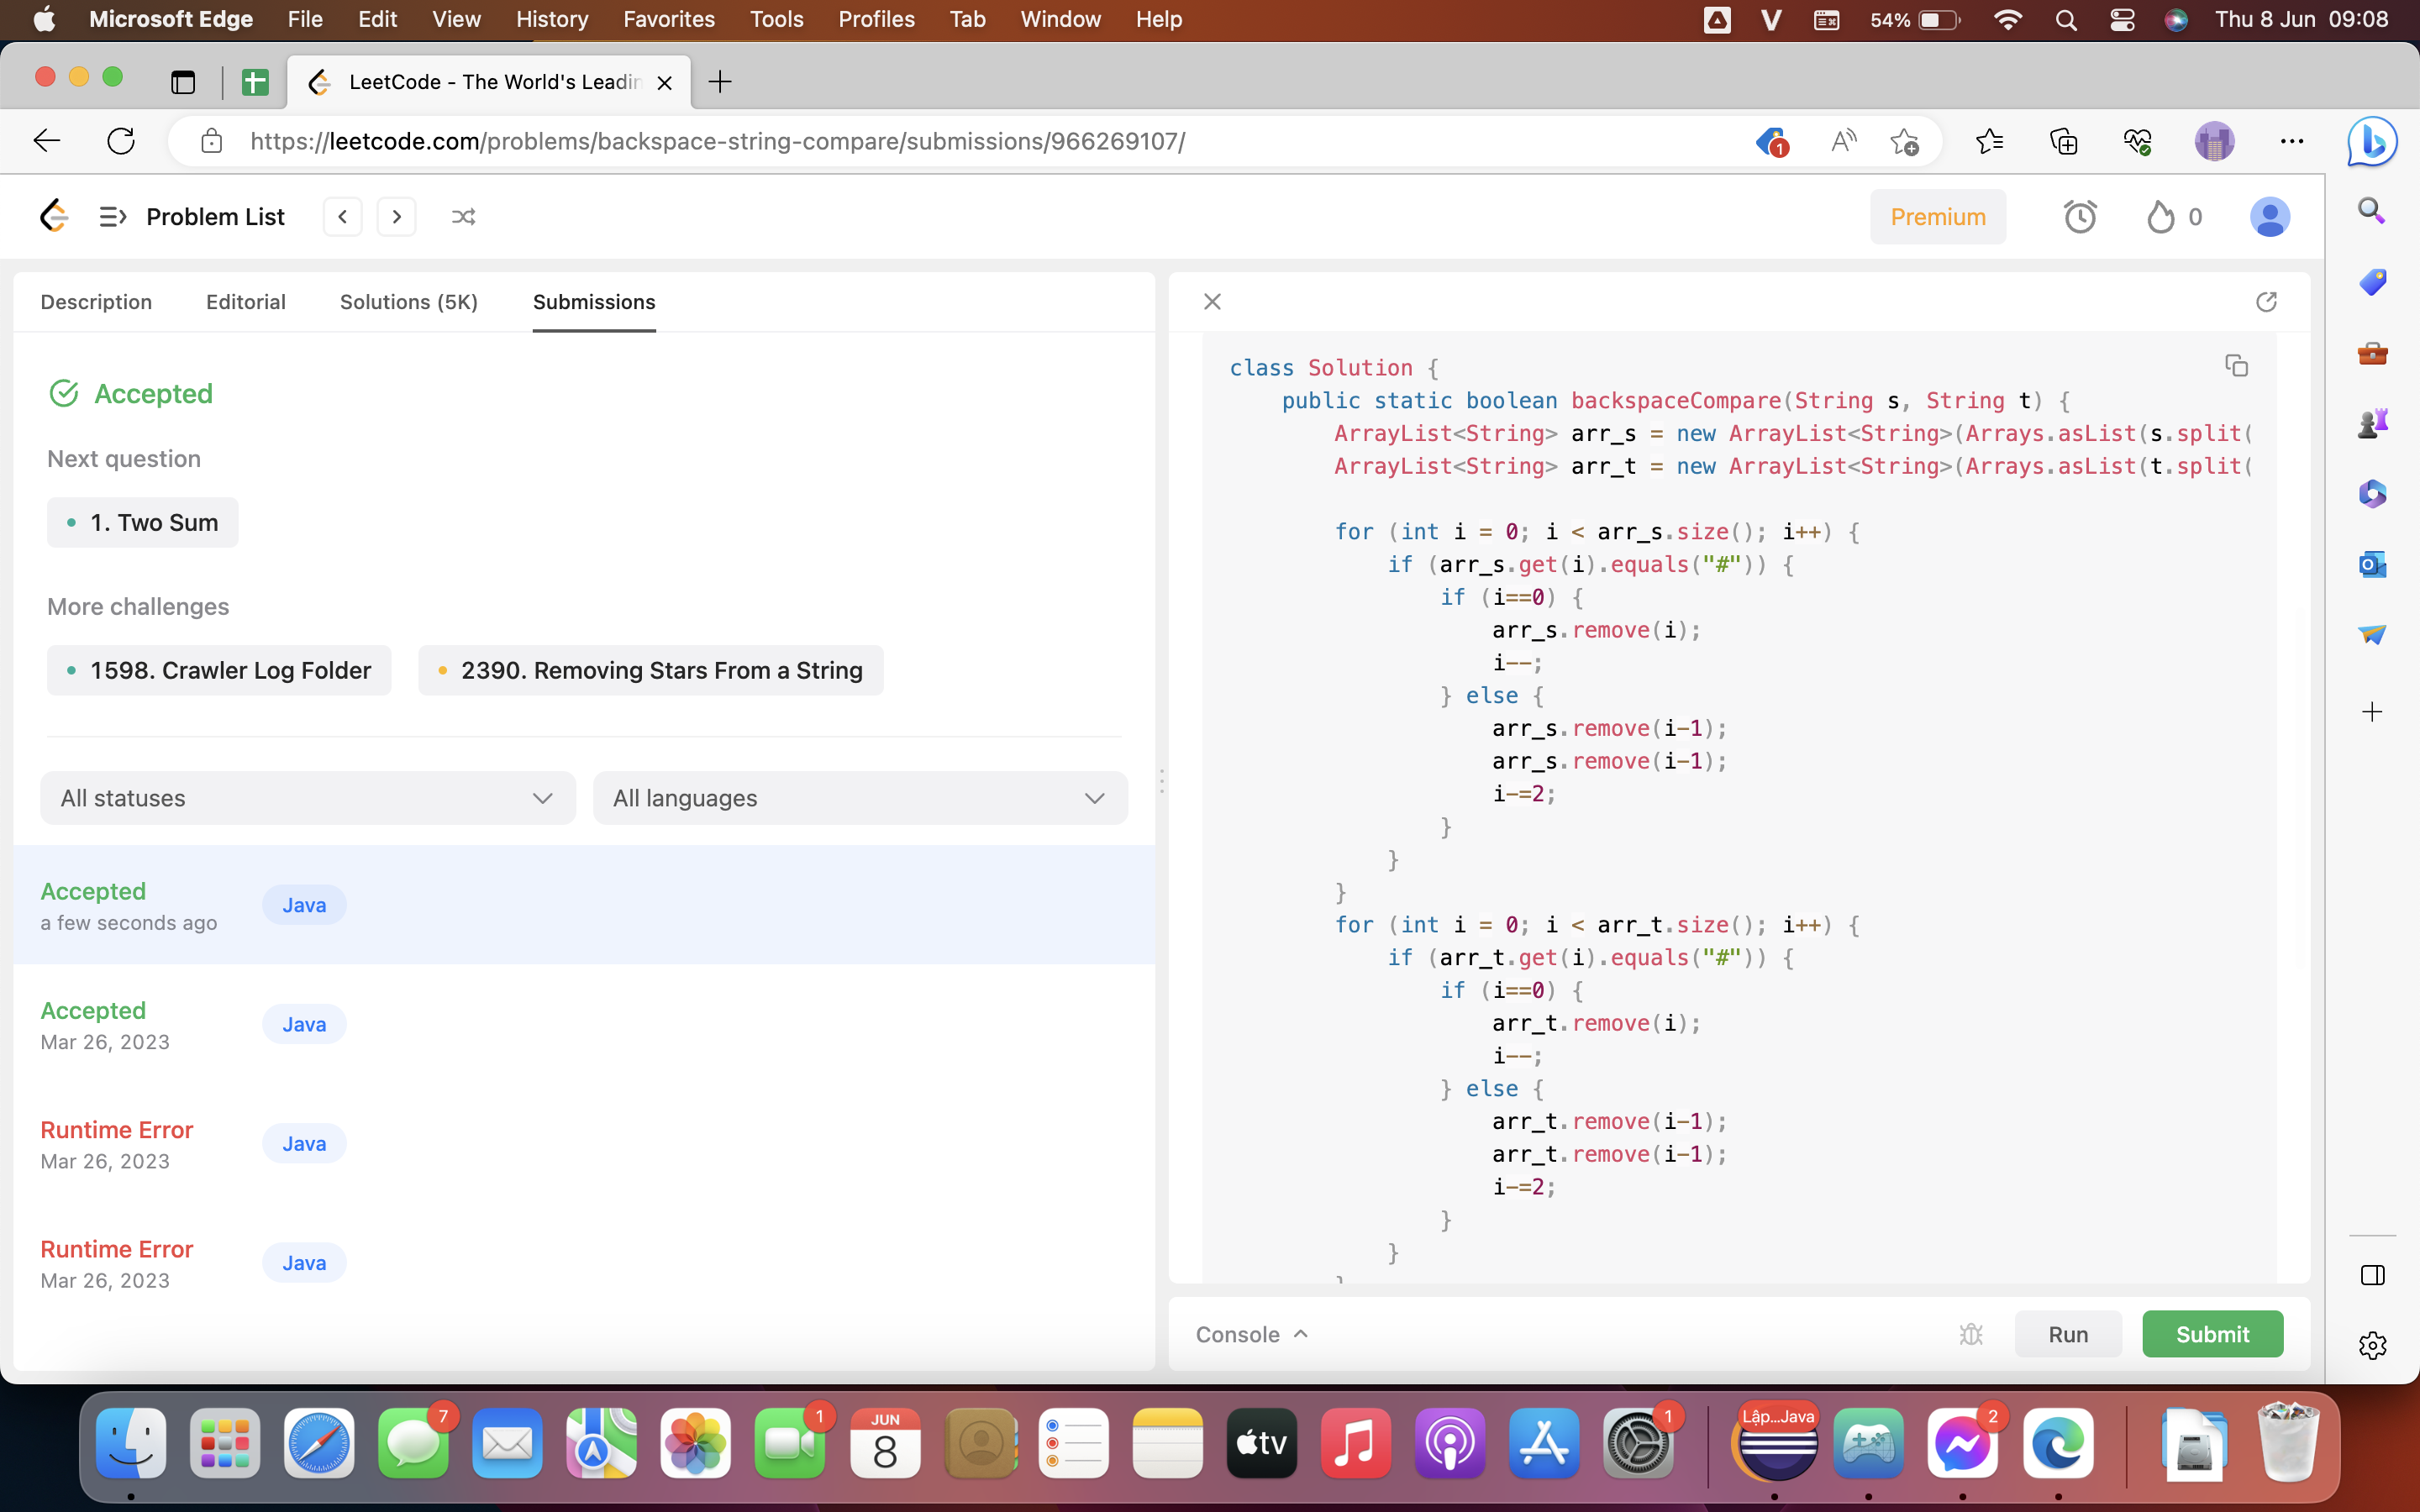 Microsoft Edge File Edit View History Favorites Tools Profiles Tab Window Help 54% Thu 8 Jun 09:08
LeetCode - The World's Leadin
https://leetcode.com/problems/backspace-string-compare/submissions/966269107/ 1
Problem List Premium 0
Description Editorial Solutions (5K) Submissions
Accepted
Next question
1. Two Sum
More challenges
1598. Crawler Log Folder 2390. Removing Stars From a String
All statuses All languages
Accepted Java
a few seconds ago
Accepted Java
Mar 26, 2023
Runtime Error Java
Mar 26, 2023
Runtime Error Java
Mar 26, 2023
class Solution {
public static boolean backspaceCompare(String s, String t) {
ArrayList<String> arr_s = new ArrayList<String>(Arrays.asList(s.split(
ArrayList<String> arr_t = new ArrayList<String>(Arrays.asList(t.split(
for (int i = 0; i < arr_s.size(); i++) {
if (arr_s.get(i).equals("#")) {
if (i==0) {
arr_s.remove(i);
i--;
} else {
arr_s.remove(i-1);
arr_s.remove(i-1);
i-=2;
}
}
}
for (int i = 0; i < arr_t.size(); i++) {
if (arr_t.get(i).equals("#")) {
if (i==0) {
arr_t.remove(i);
i--;
} else {
arr_t.remove(i-1);
arr_t.remove(i-1);
i-=2;
}
}
}
Console Run Submit
7 1 JUN 8 tv 1 Lập...Java 2